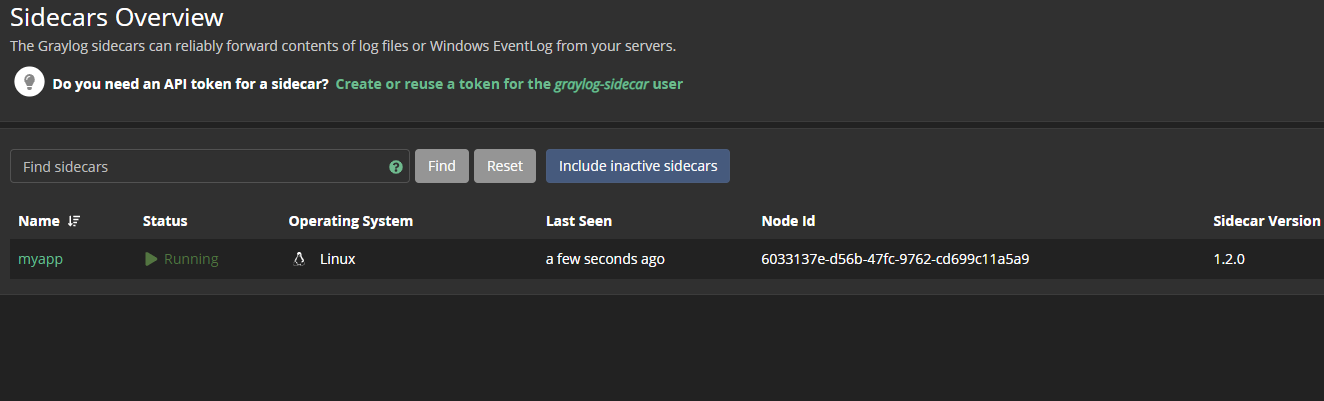 Sidecars Overview
The Graylog sidecars can reliably forward contents of log files or Windows EventLog from your servers.
Do you need an API token for a sidecar? Create or reuse a token for the graylog-sidecar user
Find sidecars Find Reset Include inactive sidecars
Name Status Operating System Last Seen Node Id Sidecar Version
myapp Running Linux a few seconds ago 6033137e-d56b-47fc-9762-cd699c11a5a9 1.2.0